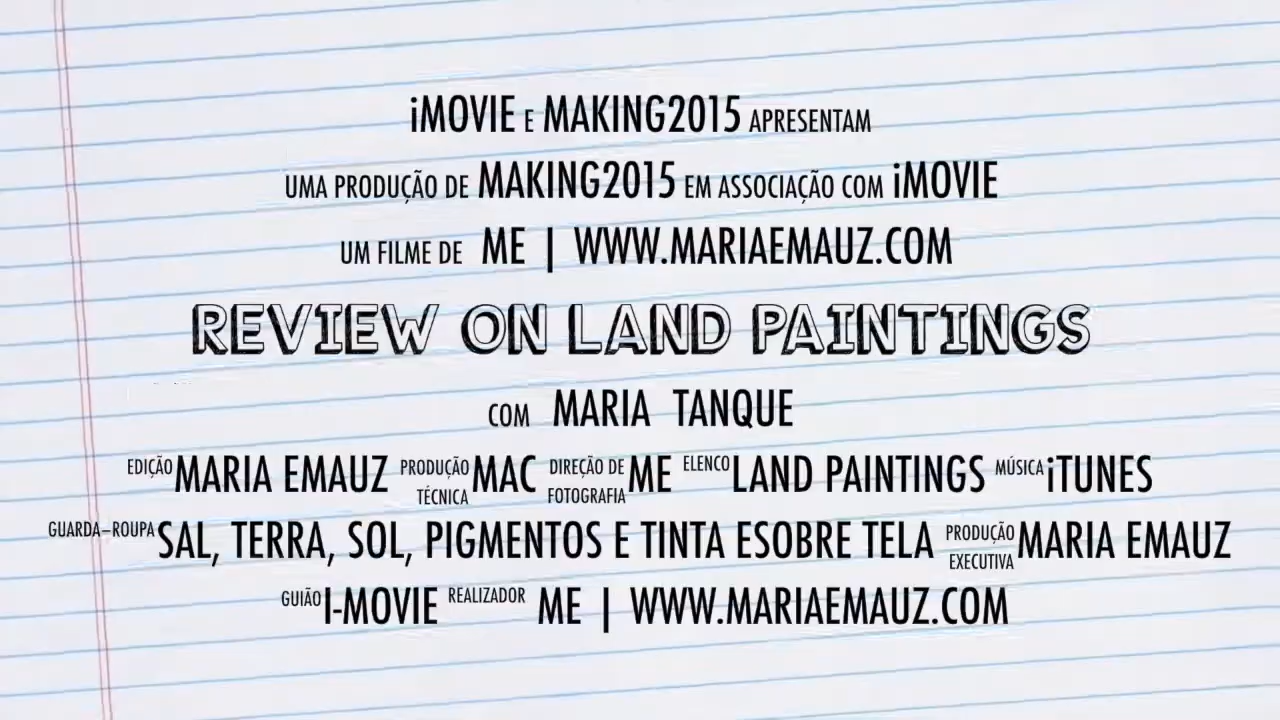 iMOVIE E MAKING2015 APRESENTAM
UMA PRODUÇÃO DE MAKING2015 EM ASSOCIAÇÃO COM iMOVIE
UM FILME DE ME | WWW.MARIAEMAUZ.COM
REVIEW ON LAND PAINTINGS
COM MARIA TANQUE
EDIÇÃO MARIA EMAUZ PRODUÇÃO TÉCNICA MAC DIREÇÃO DE FOTOGRAFIA ME ELENCO LAND PAINTINGS MÚSICA iTUNES
GUARDA-ROUPA SAL, TERRA, SOL, PIGMENTOS E TINTA ESOBRE TELA PRODUÇÃO EXECUTIVA MARIA EMAUZ
GUIÃO I-MOVIE REALIZADOR ME | WWW.MARIAEMAUZ.COM